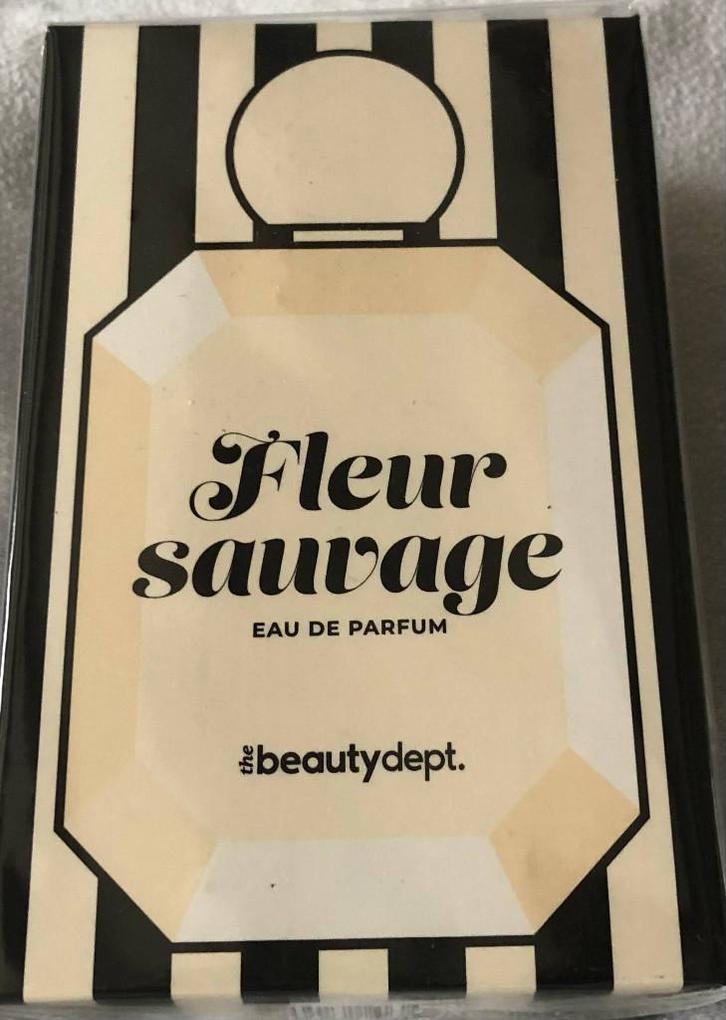 Fleur
sauvage
EAU DE PARFUM
the beautydept.